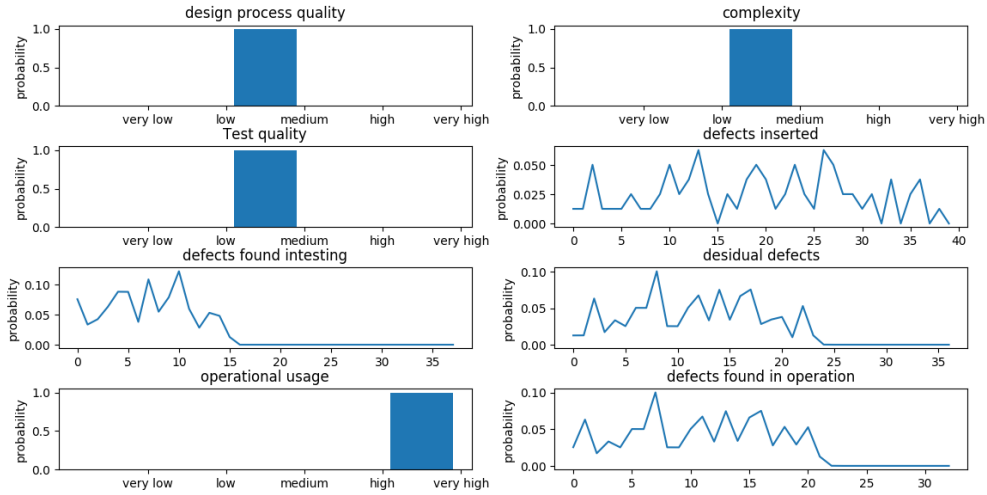 design process quality
probability
1.0
0.5
0.0
very low low medium high very high
complexity
probability
1.0
0.5
0.0
very low low medium high very high
Test quality
probability
1.0
0.5
0.0
very low low medium high very high
defects inserted
probability
0.050
0.025
0.000
0 5 10 15 20 25 30 35 40
defects found intesting
probability
0.10
0.05
0.00
0 5 10 15 20 25 30 35
desidual defects
probability
0.10
0.05
0.00
0 5 10 15 20 25 30 35
operational usage
probability
1.0
0.5
0.0
very low low medium high very high
defects found in operation
probability
0.10
0.05
0.00
0 5 10 15 20 25 30